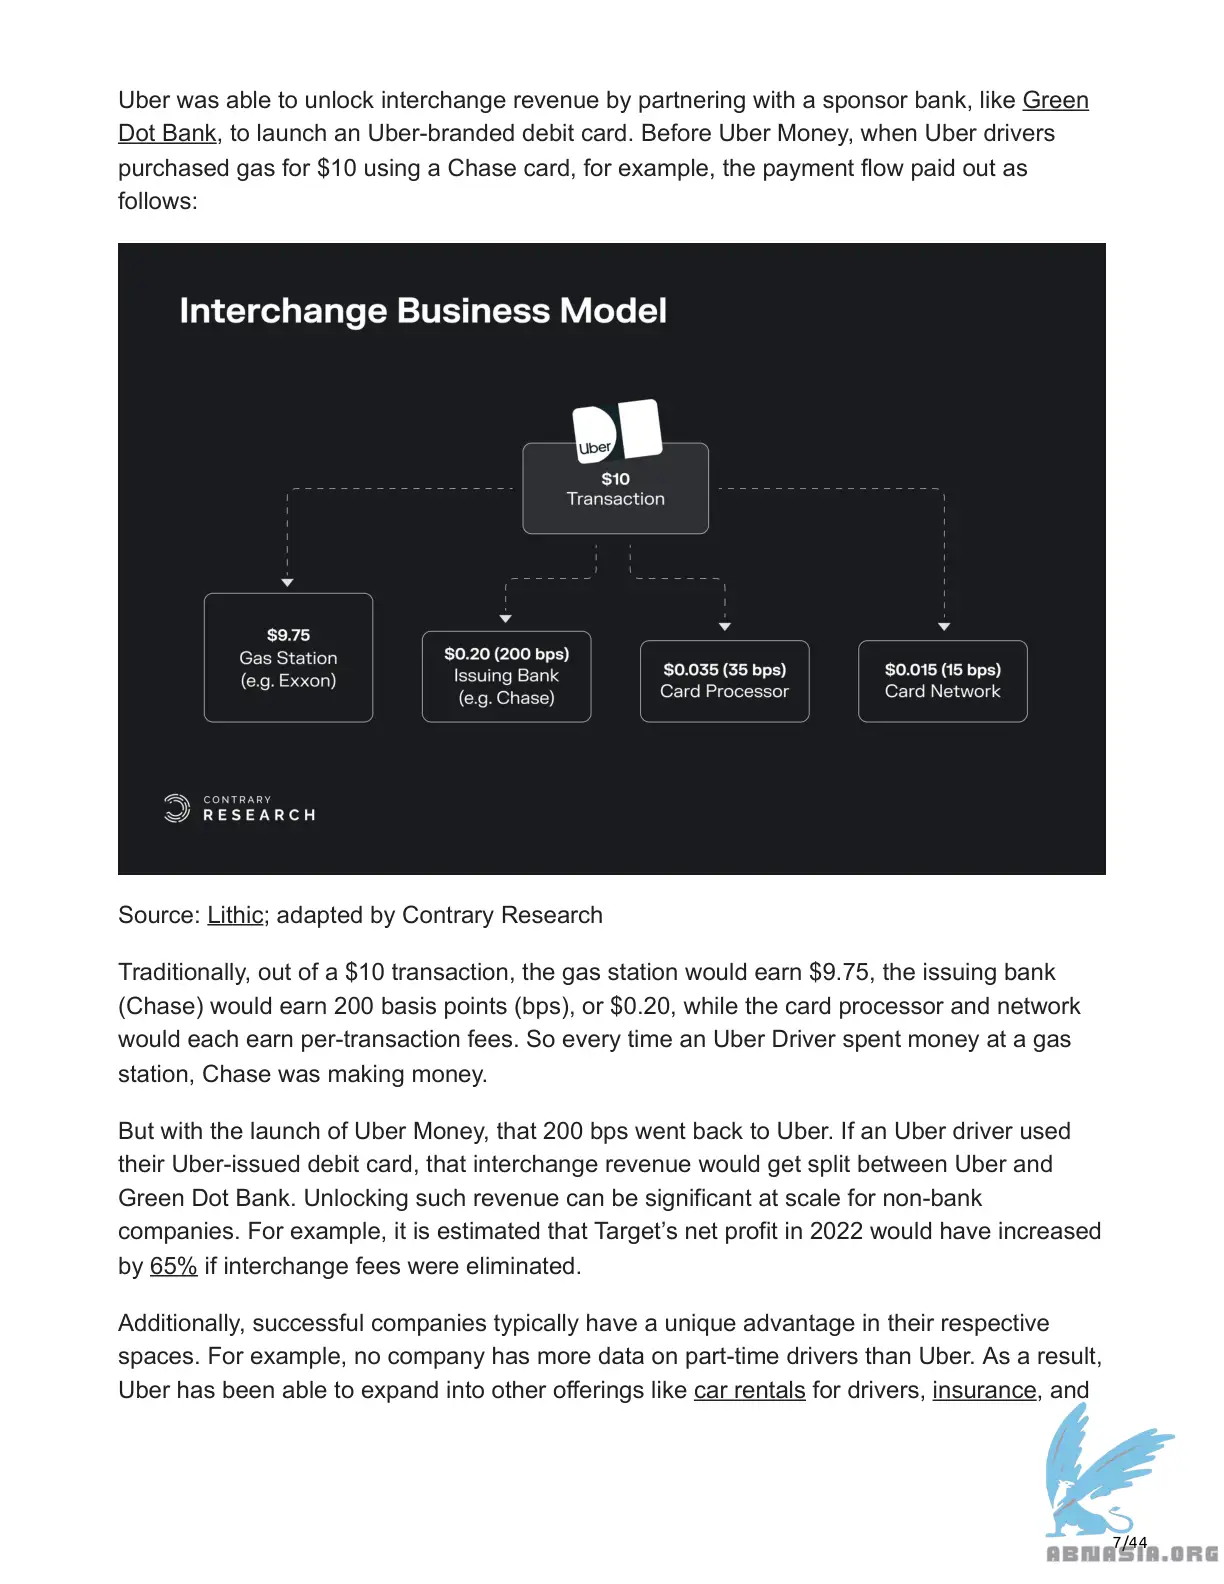 Uber was able to unlock interchange revenue by partnering with a sponsor bank, like Green
Dot Bank, to launch an Uber-branded debit card. Before Uber Money, when Uber drivers
purchased gas for $10 using a Chase card, for example, the payment flow paid out as
follows:
Interchange Business Model
Uber
$10
Transaction
$9.75
Gas Station
(e.g. Exxon)
$0.20 (200 bps)
Issuing Bank
(e.g. Chase)
$0.035 (35 bps)
Card Processor
$0.015 (15 bps)
Card Network
CONTRARY
RESEARCH
Source: Lithic; adapted by Contrary Research
Traditionally, out of a $10 transaction, the gas station would earn $9.75, the issuing bank
(Chase) would earn 200 basis points (bps), or $0.20, while the card processor and network
would each earn per-transaction fees. So every time an Uber Driver spent money at a gas
station, Chase was making money.
But with the launch of Uber Money, that 200 bps went back to Uber. If an Uber driver used
their Uber-issued debit card, that interchange revenue would get split between Uber and
Green Dot Bank. Unlocking such revenue can be significant at scale for non-bank
companies. For example, it is estimated that Target’s net profit in 2022 would have increased
by 65% if interchange fees were eliminated.
Additionally, successful companies typically have a unique advantage in their respective
spaces. For example, no company has more data on part-time drivers than Uber. As a result,
Uber has been able to expand into other offerings like car rentals for drivers, insurance, and
7/44
ABNASIA.ORG